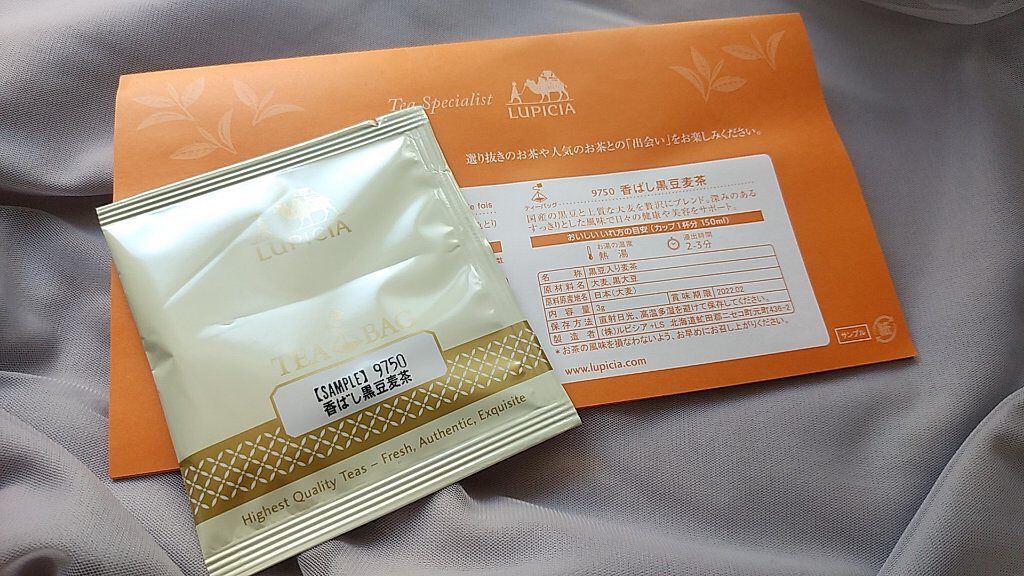 Tea Specialist
LUPICIA
選り抜きのお茶や人気のお茶との「出会い」をお楽しみください。
ティーバッグ
9750 香ばし黒豆麦茶
国産の黒豆と上質な大麦を贅沢にブレンド。深みのある
すっきりとした風味で日々の健康や美容をサポート。
おいしいいれ方の目安(カップ1杯分 150ml)
お湯の温度 熱湯
浸出時間 2-3分
名 称 黒豆入り麦茶
原材料名 大麦、黒大豆
原料原産地名 日本(大麦)
内容量 3g 賞味期限 2022.02
保存方法 直射日光、高温多湿を避けて保存してください。
製造者 (株)ルピシア+LS 北海道虻田郡ニセコ町元町436-2
*お茶の風味を損なわないよう、お早めにお召し上がりください。
www.lupicia.com
サンプル
e fois
LUPICIA
TEA BAG
【SAMPLE】 9750
香ばし黒豆麦茶
Highest Quality Teas – Fresh, Authentic, Exquisite